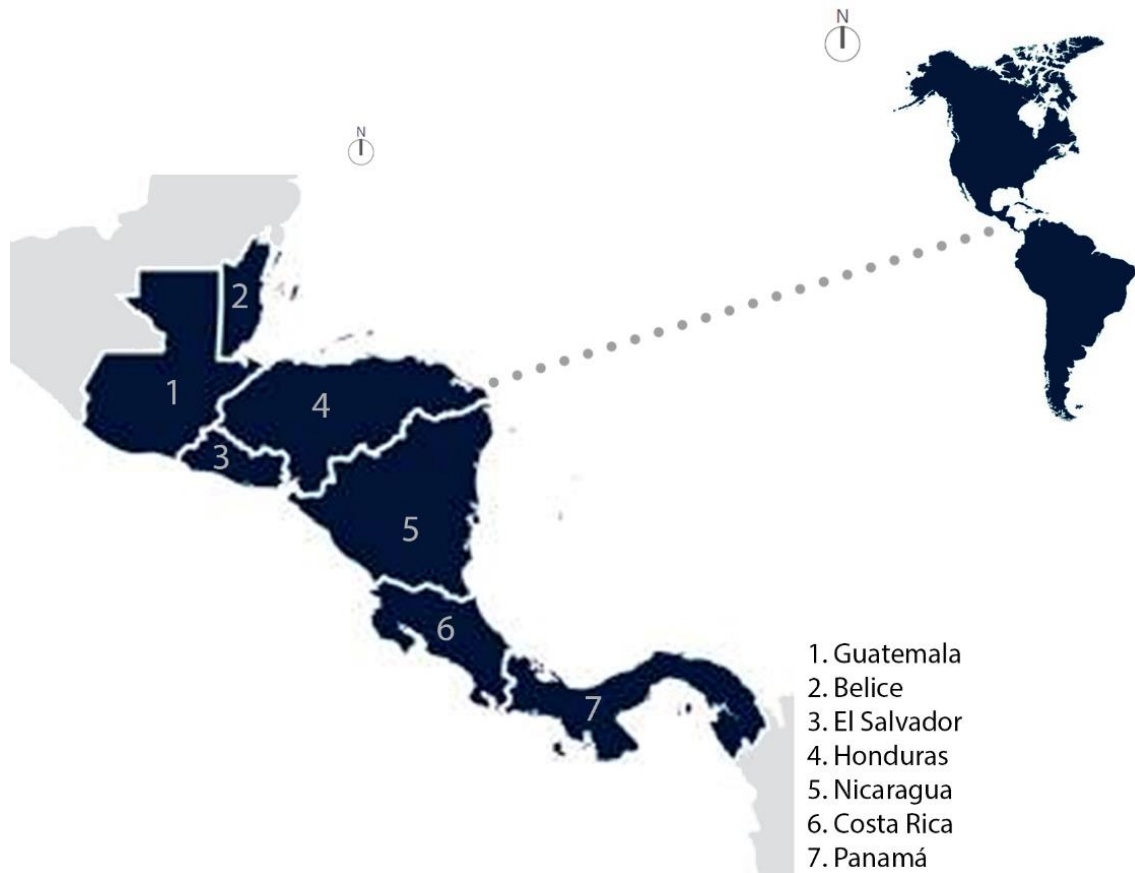 N
N
2
1
4
3
5
6
7
1. Guatemala
2. Belice
3. El Salvador
4. Honduras
5. Nicaragua
6. Costa Rica
7. Panamá